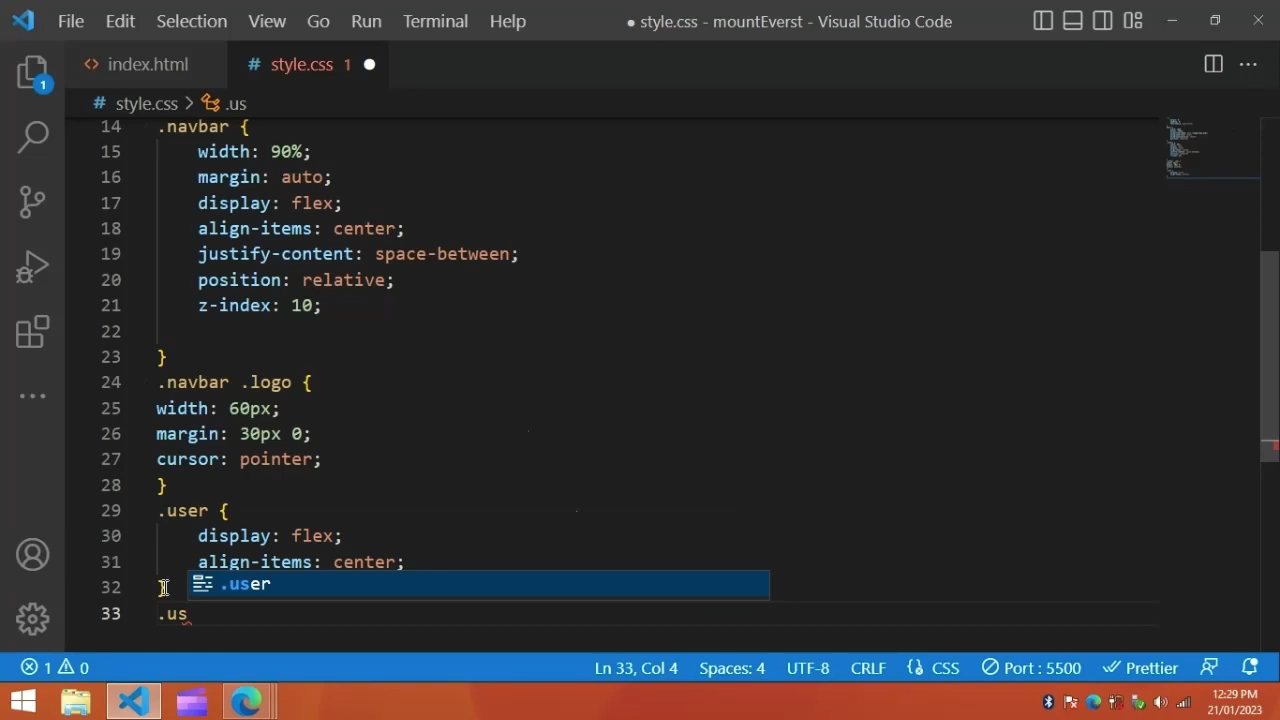 File Edit Selection View Go Run Terminal Help ● style.css - mountEverst - Visual Studio Code
index.html # style.css 1
1
# style.css > .us
14 .navbar {
15 width: 90%;
16 margin: auto;
17 display: flex;
18 align-items: center;
19 justify-content: space-between;
20 position: relative;
21 z-index: 10;
22
23 }
24 .navbar .logo {
25 width: 60px;
26 margin: 30px 0;
27 cursor: pointer;
28 }
29 .user {
30 display: flex;
31 align-items: center;
32 }
.user
33 .us
1 0 Ln 33, Col 4 Spaces: 4 UTF-8 CRLF CSS Port : 5500 Prettier
12:29 PM
21/01/2023